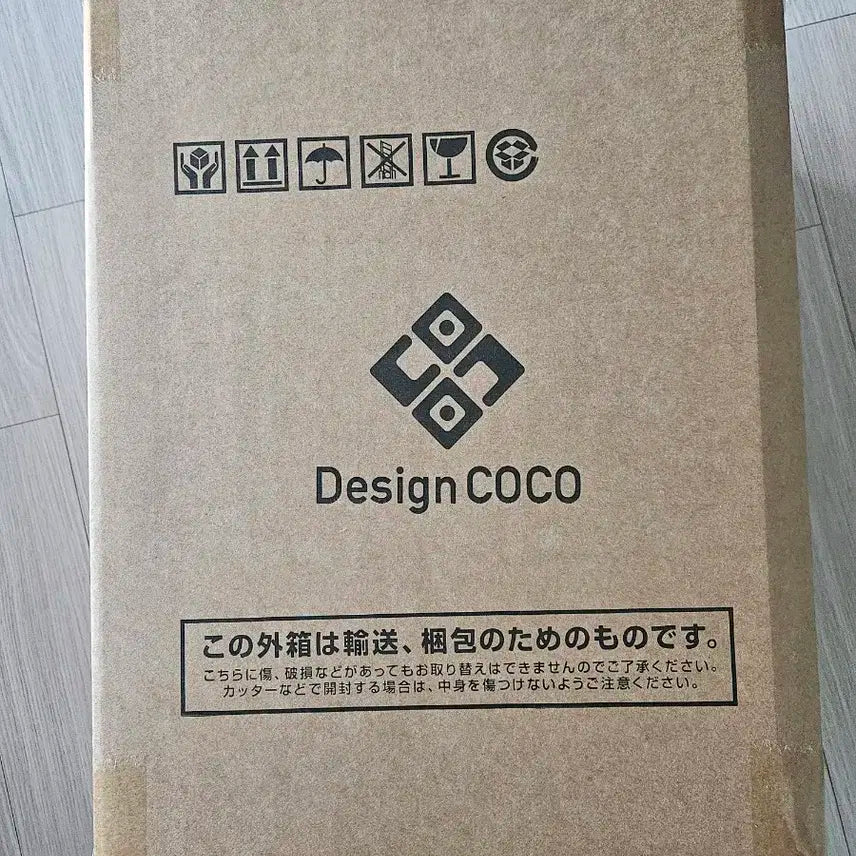 Design COCO
この外箱は輸送、梱包のためのものです。
こちらに傷、破損などがあってもお取り替えはできませんのでご了承ください。
カッターなどで開封する場合は、中身を傷つけないようご注意ください。